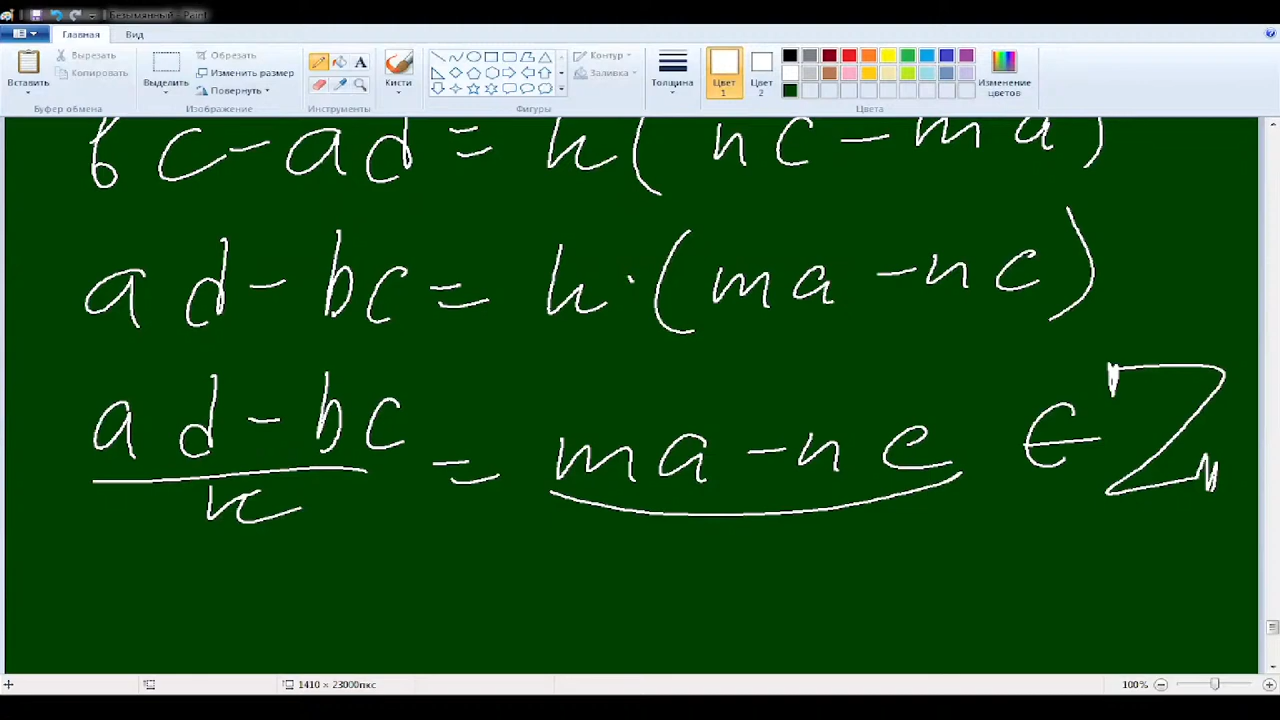 Безымянный - Paint
Главная Вид
Вставить
Вырезать
Копировать
Буфер обмена
Выделить
Обрезать
Изменить размер
Повернуть
Изображение
A
Инструменты
Кисти
Фигуры
Контур
Заливка
Толщина
Цвет 1
Цвет 2
Изменение цветов
Цвета
bc-ad=k(nc-ma)
ad-bc=k·(ma-nc)
ad-bc
k
=ma-nc ∈ Z
1410 × 23000пкс
100%